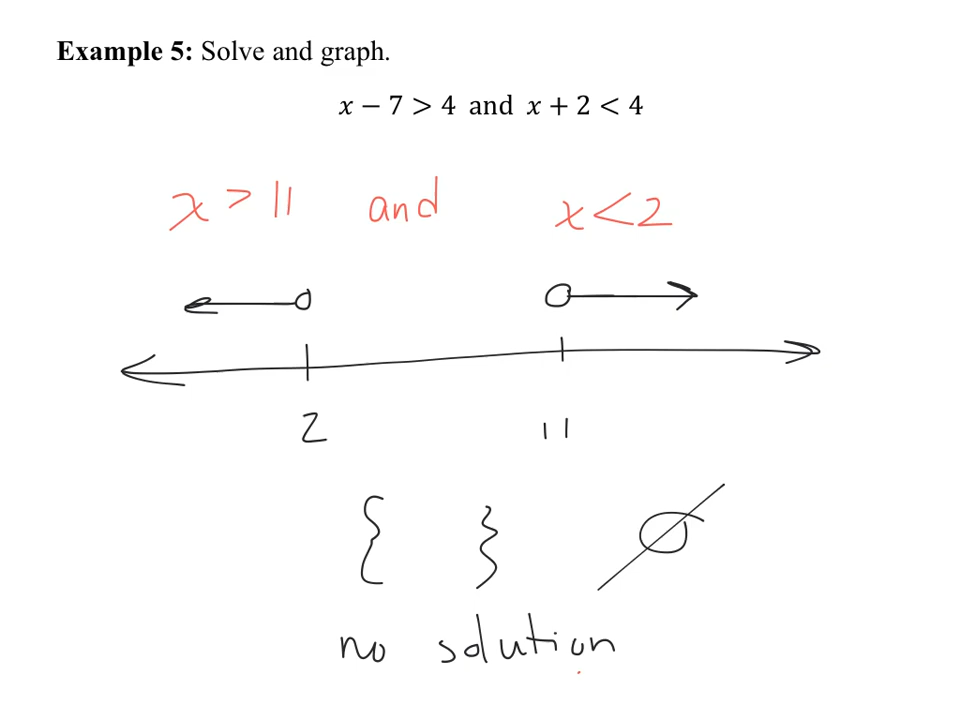 Example 5: Solve and graph.
x − 7 > 4 and x + 2 < 4
x > 11 and x < 2
2 11
{ } ∅
no solution